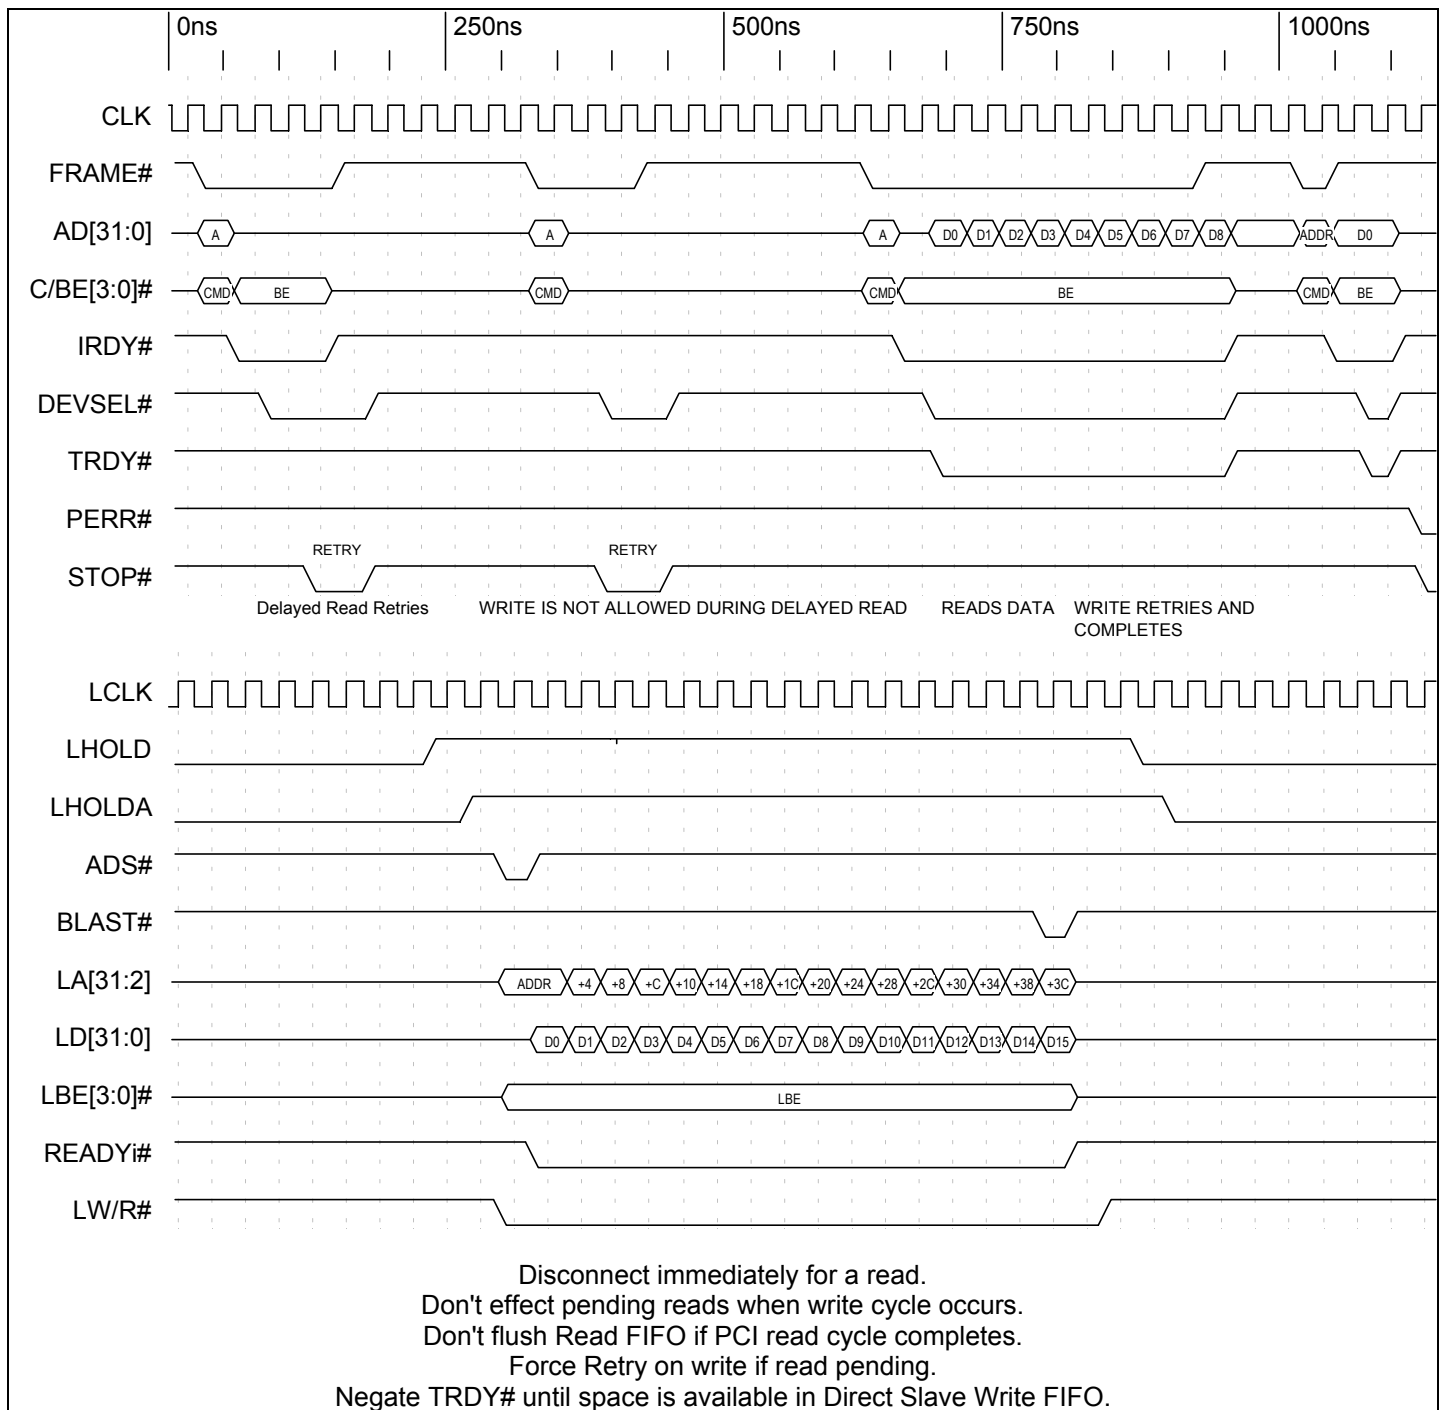 0ns 250ns 500ns 750ns 1000ns
CLK
FRAME#
AD[31:0] A A A D0 D1 D2 D3 D4 D5 D6 D7 D8 ADDR D0
C/BE[3:0]# CMD BE CMD CMD BE CMD BE
IRDY#
DEVSEL#
TRDY#
PERR#
RETRY RETRY
STOP#
Delayed Read Retries WRITE IS NOT ALLOWED DURING DELAYED READ READS DATA WRITE RETRIES AND
COMPLETES
LCLK
LHOLD
LHOLDA
ADS#
BLAST#
LA[31:2] ADDR +4 +8 +C +10 +14 +18 +1C +20 +24 +28 +2C +30 +34 +38 +3C
LD[31:0] D0 D1 D2 D3 D4 D5 D6 D7 D8 D9 D10 D11 D12 D13 D14 D15
LBE[3:0]# LBE
READYi#
LW/R#
Disconnect immediately for a read.
Don't effect pending reads when write cycle occurs.
Don't flush Read FIFO if PCI read cycle completes.
Force Retry on write if read pending.
Negate TRDY# until space is available in Direct Slave Write FIFO.